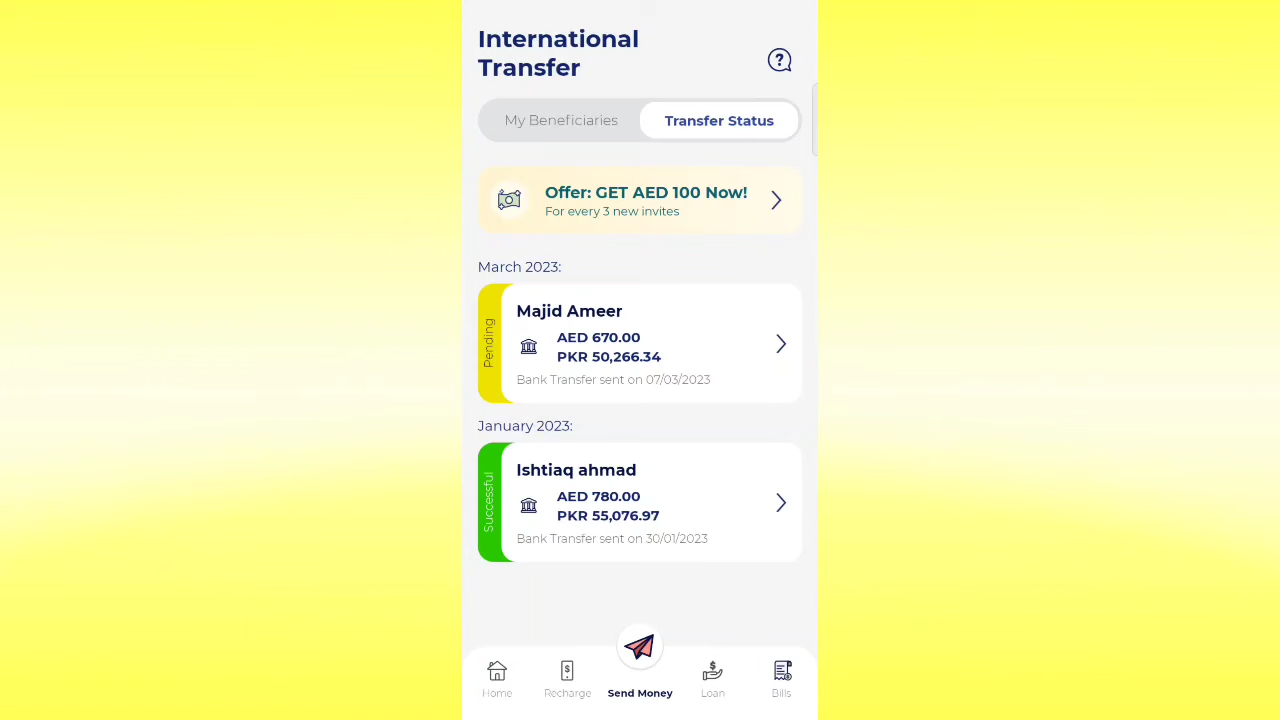 International
Transfer
?
My Beneficiaries
Transfer Status
Offer: GET AED 100 Now!
For every 3 new invites
March 2023:
Pending
Majid Ameer
AED 670.00
PKR 50,266.34
Bank Transfer sent on 07/03/2023
January 2023:
Successful
Ishtiaq ahmad
AED 780.00
PKR 55,076.97
Bank Transfer sent on 30/01/2023
Home
Recharge
Send Money
Loan
Bills